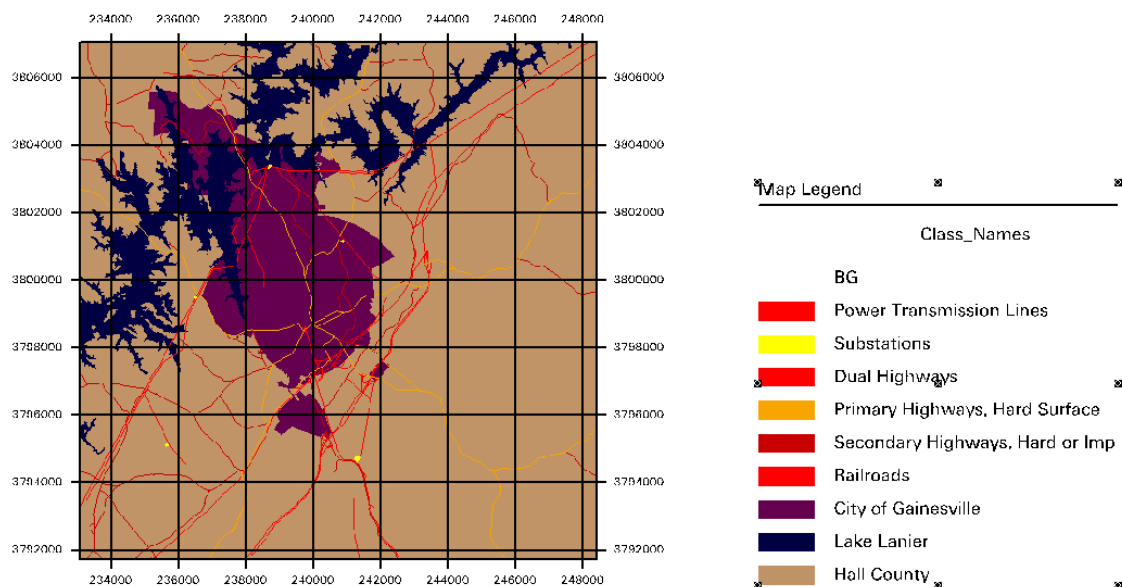 234000 236000 238000 240000 242000 244000 246000 248000
3806000 3806000
3804000 3804000
3802000 3802000
3800000 3800000
3798000 3798000
3796000 3796000
3794000 3794000
3792000 3792000
234000 236000 238000 240000 242000 244000 246000 248000
Map Legend
Class_Names
BG
Power Transmission Lines
Substations
Dual Highways
Primary Highways, Hard Surface
Secondary Highways, Hard or Imp
Railroads
City of Gainesville
Lake Lanier
Hall County